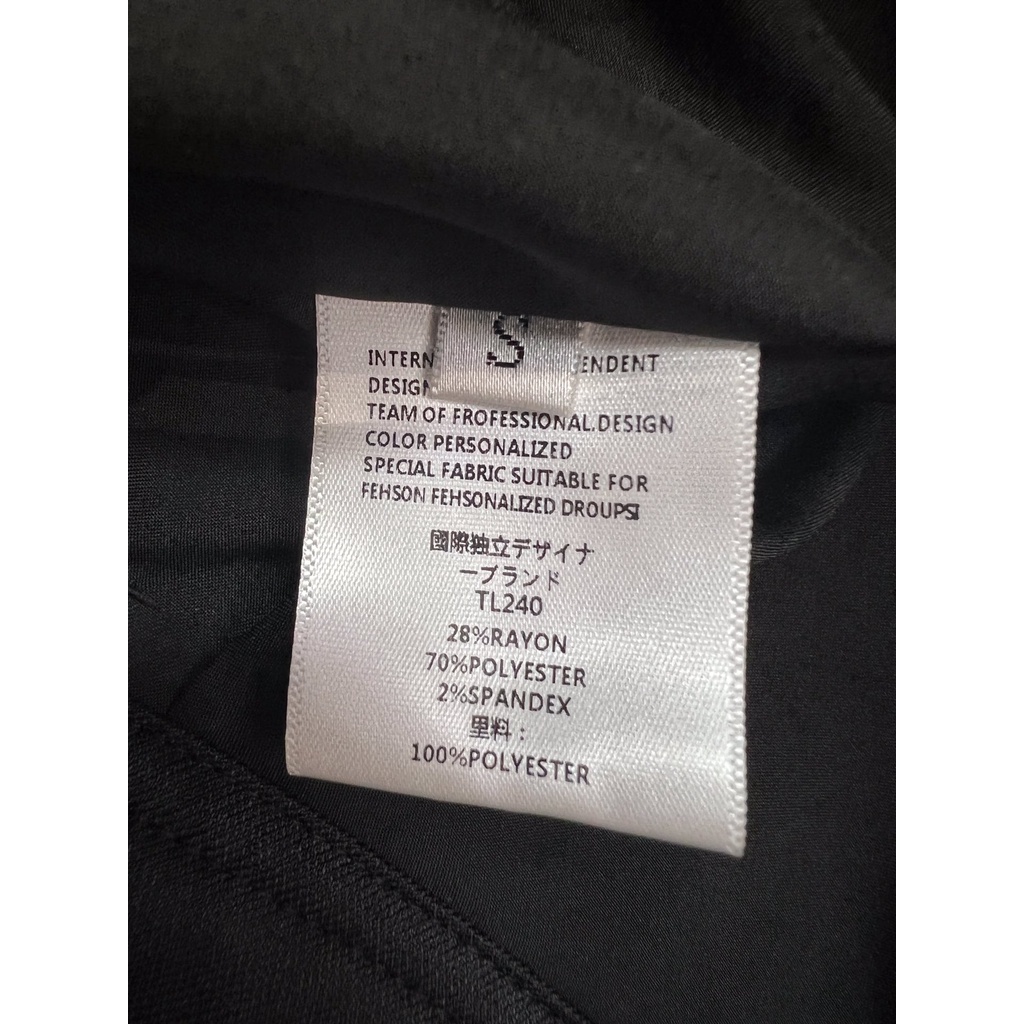 S
INTERN ENDENT
DESIGN
TEAM OF FROFESSIONAL.DESIGN
COLOR PERSONALIZED
SPECIAL FABRIC SUITABLE FOR
FEHSON FEHSONALIZED DROUPSI
國際独立デザイナ
ーブランド
TL240
28%RAYON
70%POLYESTER
2%SPANDEX
里料：
100%POLYESTER